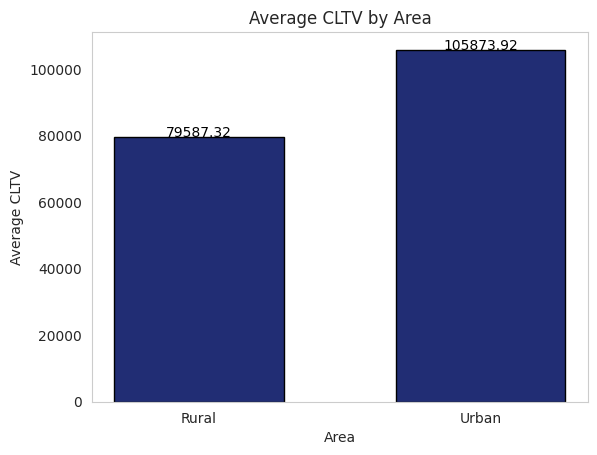 Average CLTV by Area
Average CLTV
100000
80000
60000
40000
20000
0
79587.32
105873.92
Rural
Urban
Area